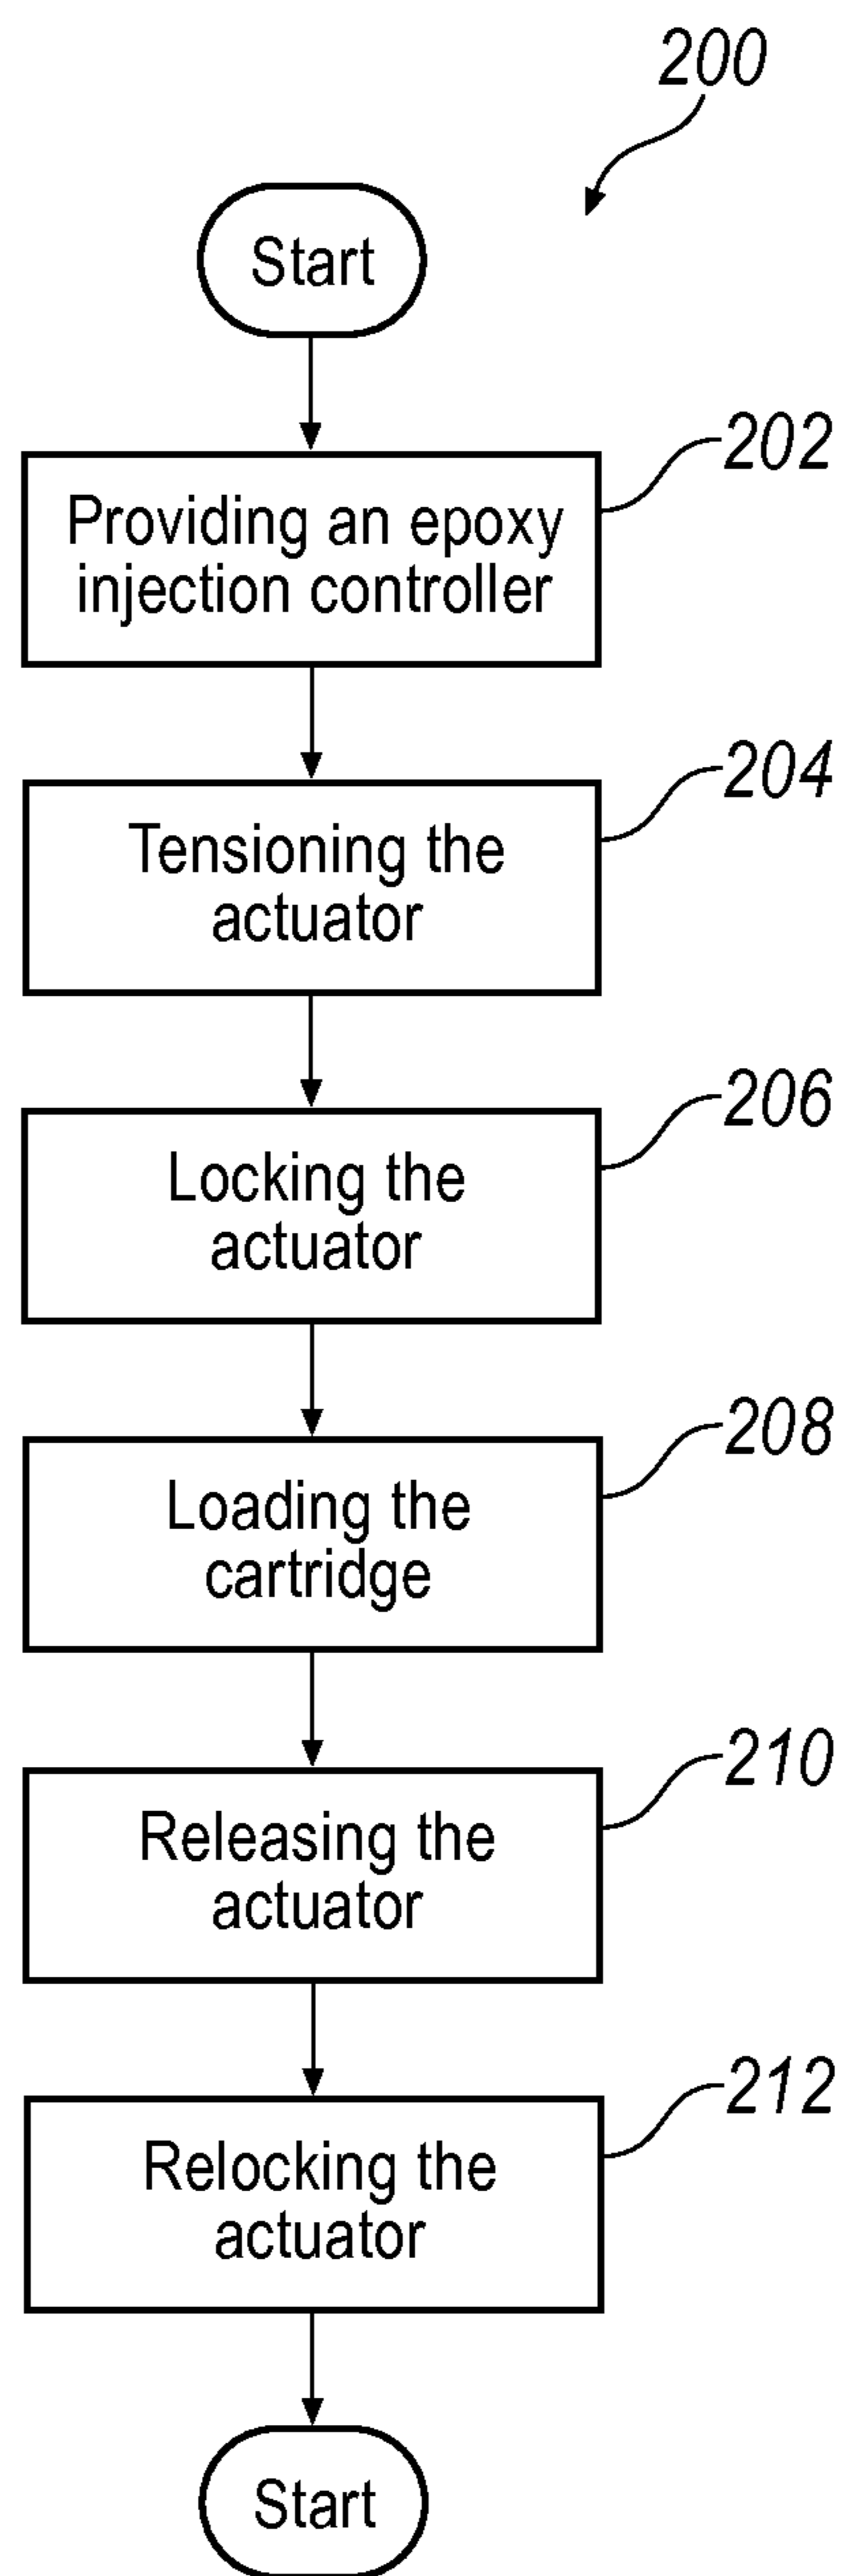 200
Start
202
Providing an epoxy
injection controller
204
Tensioning the
actuator
206
Locking the
actuator
208
Loading the
cartridge
210
Releasing the
actuator
212
Relocking the
actuator
Start